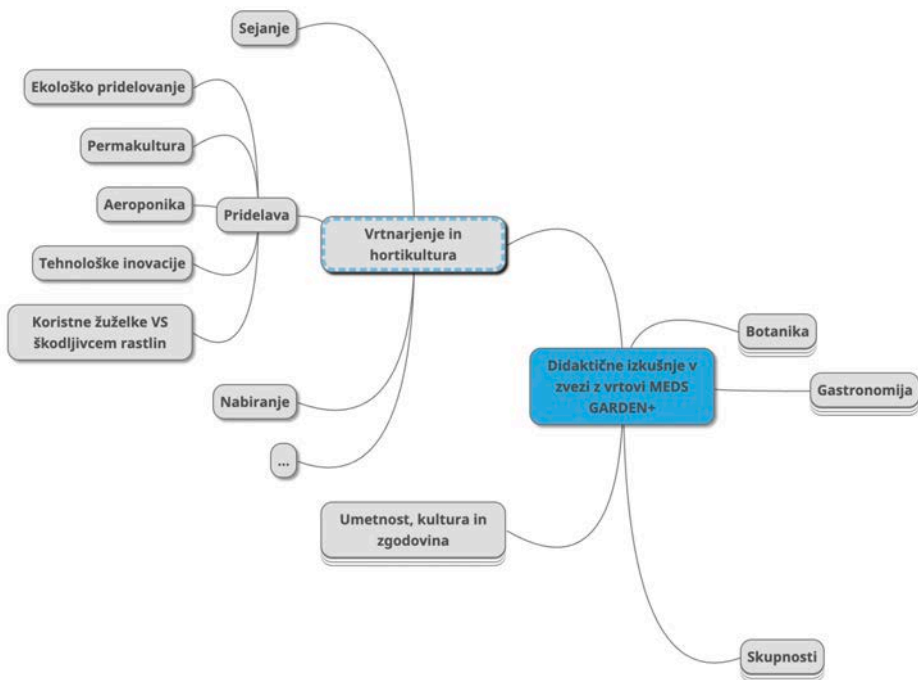 Sejanje
Ekološko pridelovanje
Permakultura
Aeroponika
Pridelava
Tehnološke inovacije
Koristne žuželke VS
škodljivcem rastlin
Vrtnarjenje in
hortikultura
Nabiranje
...
Didaktične izkušnje v
zvezi z vrtovi MEDS
GARDEN+
Botanika
Gastronomija
Umetnost, kultura in
zgodovina
Skupnosti